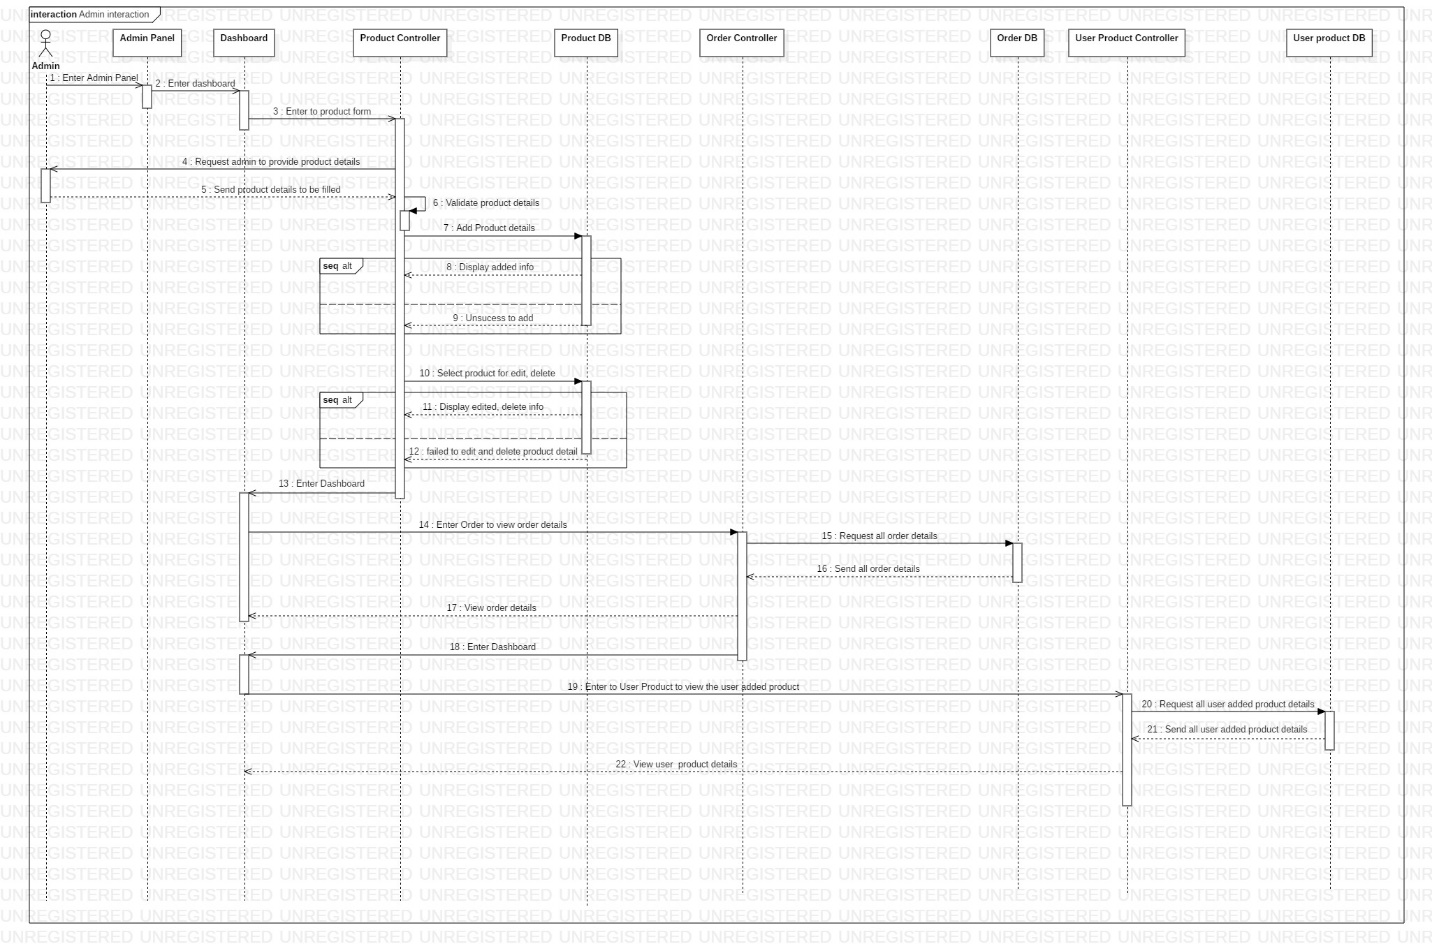 interaction Admin interaction
Admin Panel
Dashboard
Product Controller
Product DB
Order Controller
Order DB
User Product Controller
User product DB
Admin
1 : Enter Admin Panel
2 : Enter dashboard
3 : Enter to product form
4 : Request admin to provide product details
5 : Send product details to be filled
6 : Validate product details
7 : Add Product details
seq alt
8 : Display added info
9 : Unsucess to add
10 : Select product for edit, delete
seq alt
11 : Display edited, delete info
12 : failed to edit and delete product detail
13 : Enter Dashboard
14 : Enter Order to view order details
15 : Request all order details
16 : Send all order details
17 : View order details
18 : Enter Dashboard
19 : Enter to User Product to view the user added product
20 : Request all user added product details
21 : Send all user added product details
22 : View user  product details
UNREGISTERED